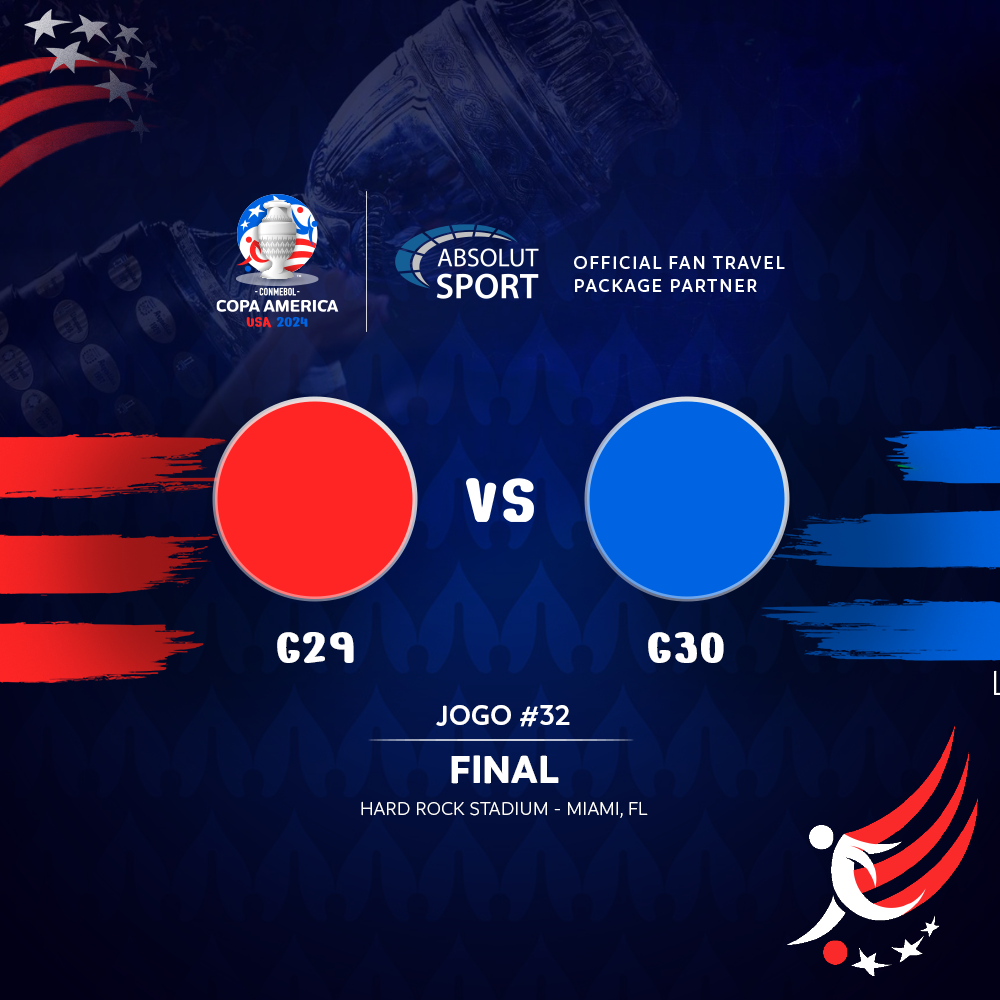 - CONMEBOL -
COPA AMERICA
USA 2024
ABSOLUT
SPORT
OFFICIAL FAN TRAVEL
PACKAGE PARTNER
VS
G29
G30
JOGO #32
FINAL
HARD ROCK STADIUM - MIAMI, FL